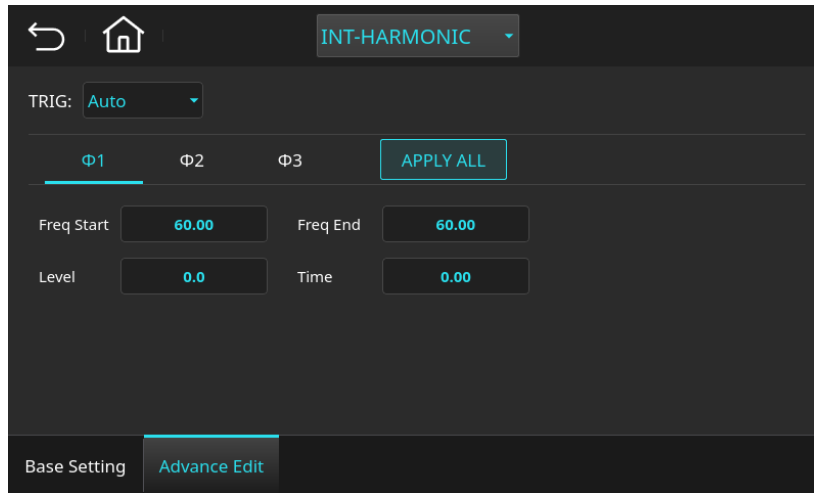 INT-HARMONIC
TRIG: Auto
Φ1 Φ2 Φ3 APPLY ALL
Freq Start 60.00 Freq End 60.00
Level 0.0 Time 0.00
Base Setting Advance Edit